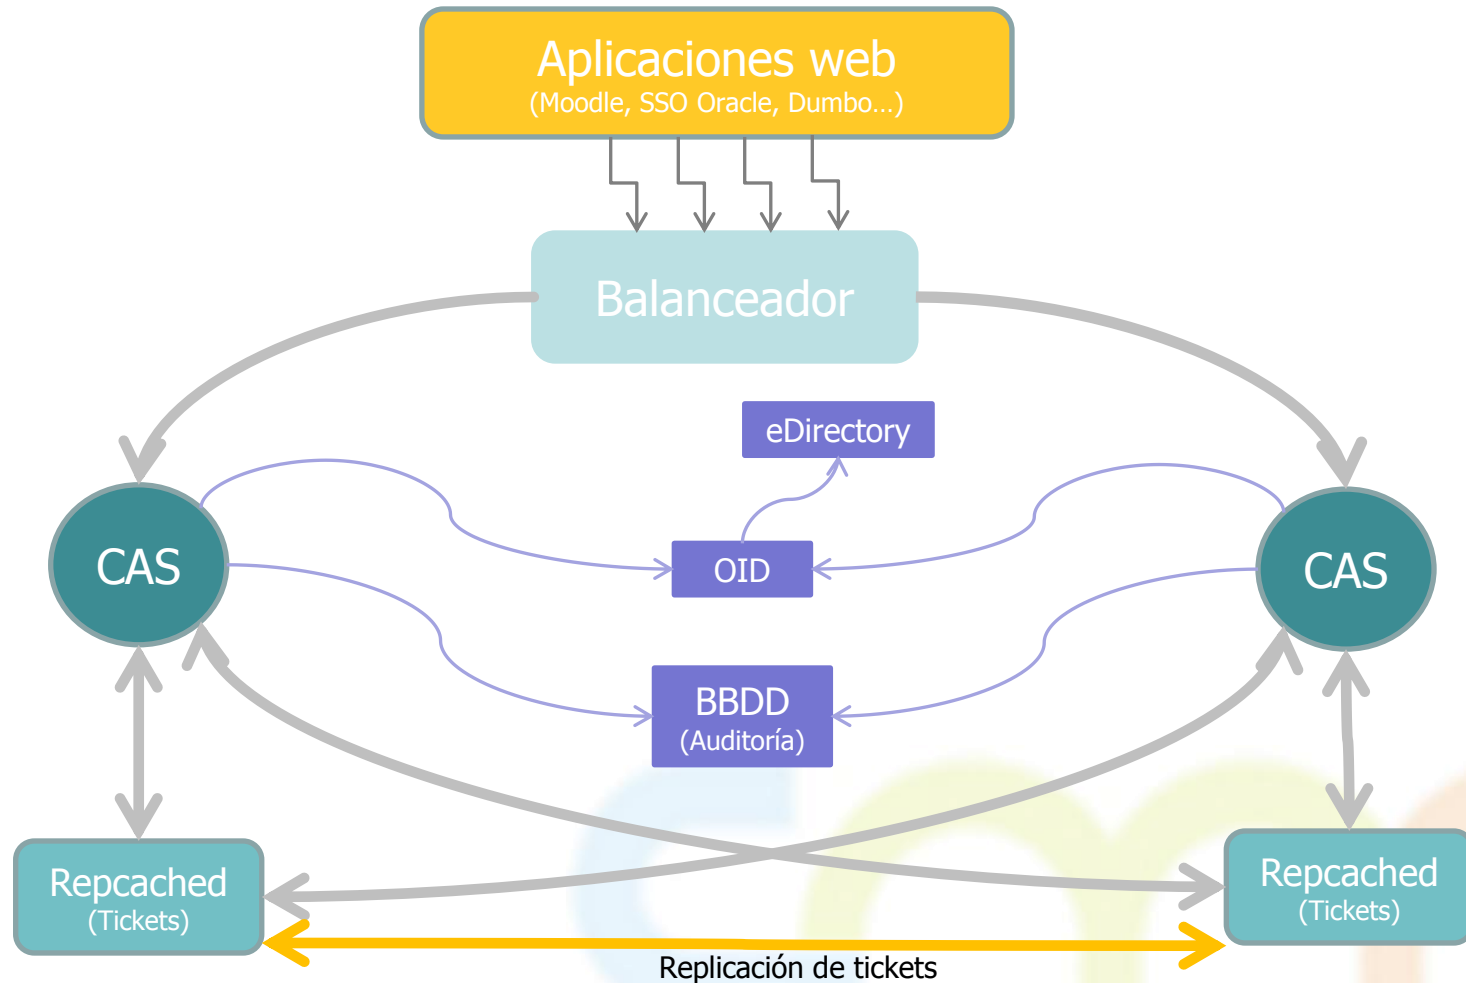 Aplicaciones web
(Moodle, SSO Oracle, Dumbo...)
Balanceador
eDirectory
OID
CAS
CAS
BBDD
(Auditoría)
Repcached
(Tickets)
Repcached
(Tickets)
Replicación de tickets